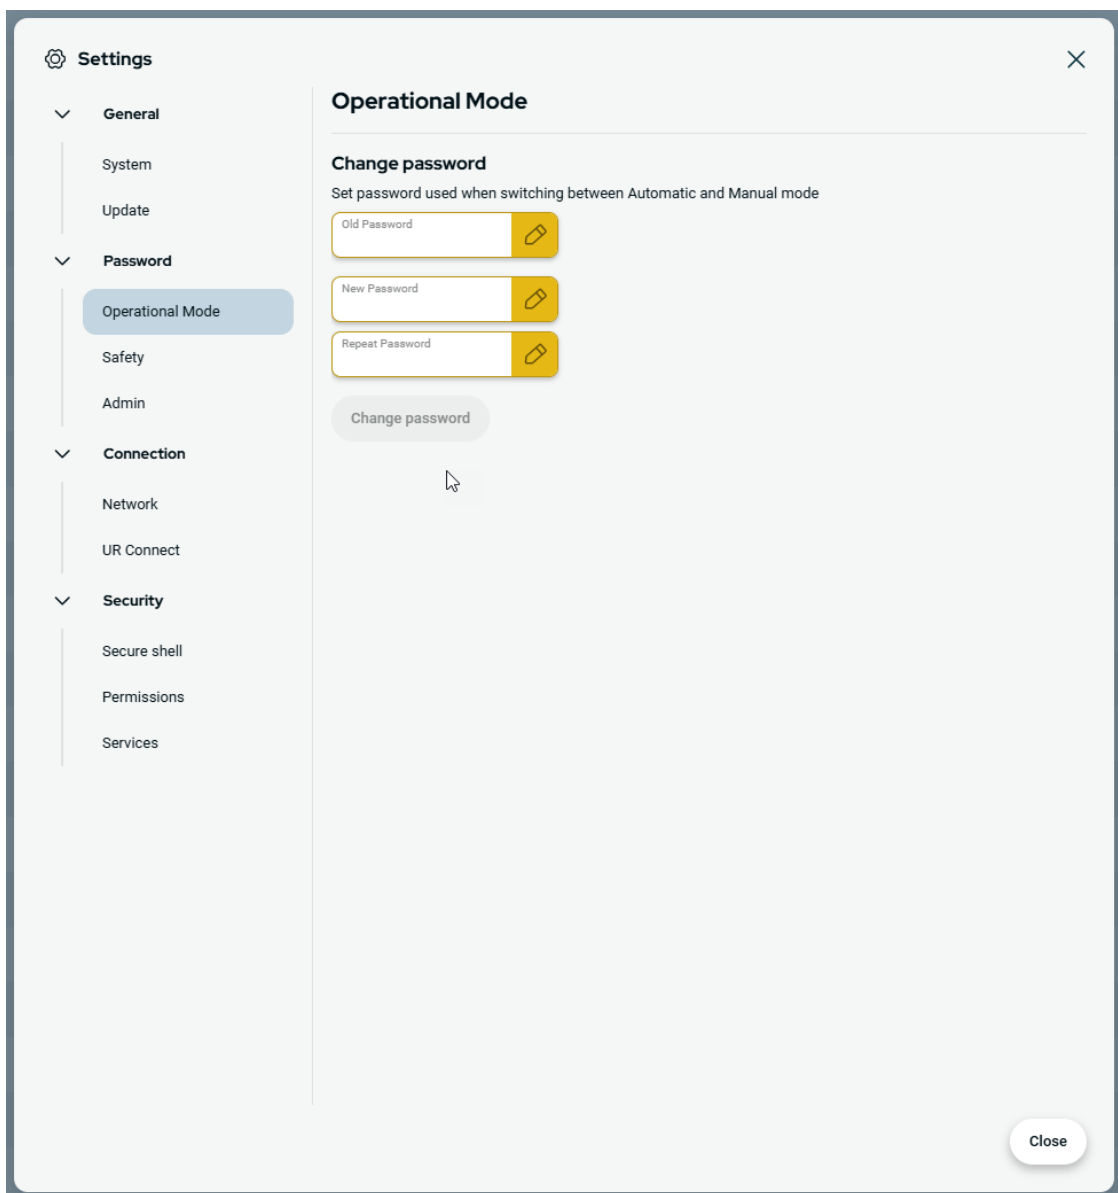 Settings
General
System
Update
Password
Operational Mode
Safety
Admin
Connection
Network
UR Connect
Security
Secure shell
Permissions
Services
Operational Mode
Change password
Set password used when switching between Automatic and Manual mode
Old Password
New Password
Repeat Password
Change password
Close